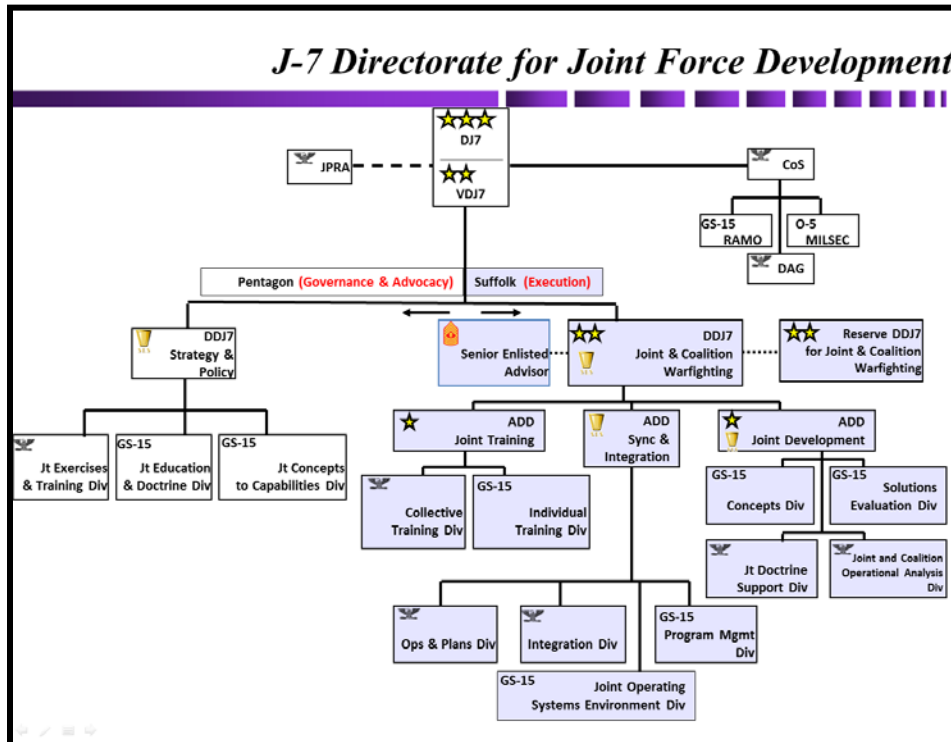 J-7 Directorate for Joint Force Development
DJ7
VDJ7
JPRA
CoS
GS-15
RAMO
O-5
MILSEC
DAG
Pentagon (Governance & Advocacy)
Suffolk (Execution)
SES
DDJ7
Strategy &
Policy
Senior Enlisted
Advisor
SES
DDJ7
Joint & Coalition
Warfighting
Reserve DDJ7
for Joint & Coalition
Warfighting
Jt Exercises
& Training Div
GS-15
Jt Education
& Doctrine Div
GS-15
Jt Concepts
to Capabilities Div
ADD
Joint Training
SES
ADD
Sync &
Integration
SES
ADD
Joint Development
Collective
Training Div
GS-15
Individual
Training Div
GS-15
Concepts Div
GS-15
Solutions
Evaluation Div
Jt Doctrine
Support Div
Joint and Coalition
Operational Analysis
Div
Ops & Plans Div
Integration Div
GS-15
Program Mgmt
Div
GS-15
Joint Operating
Systems Environment Div